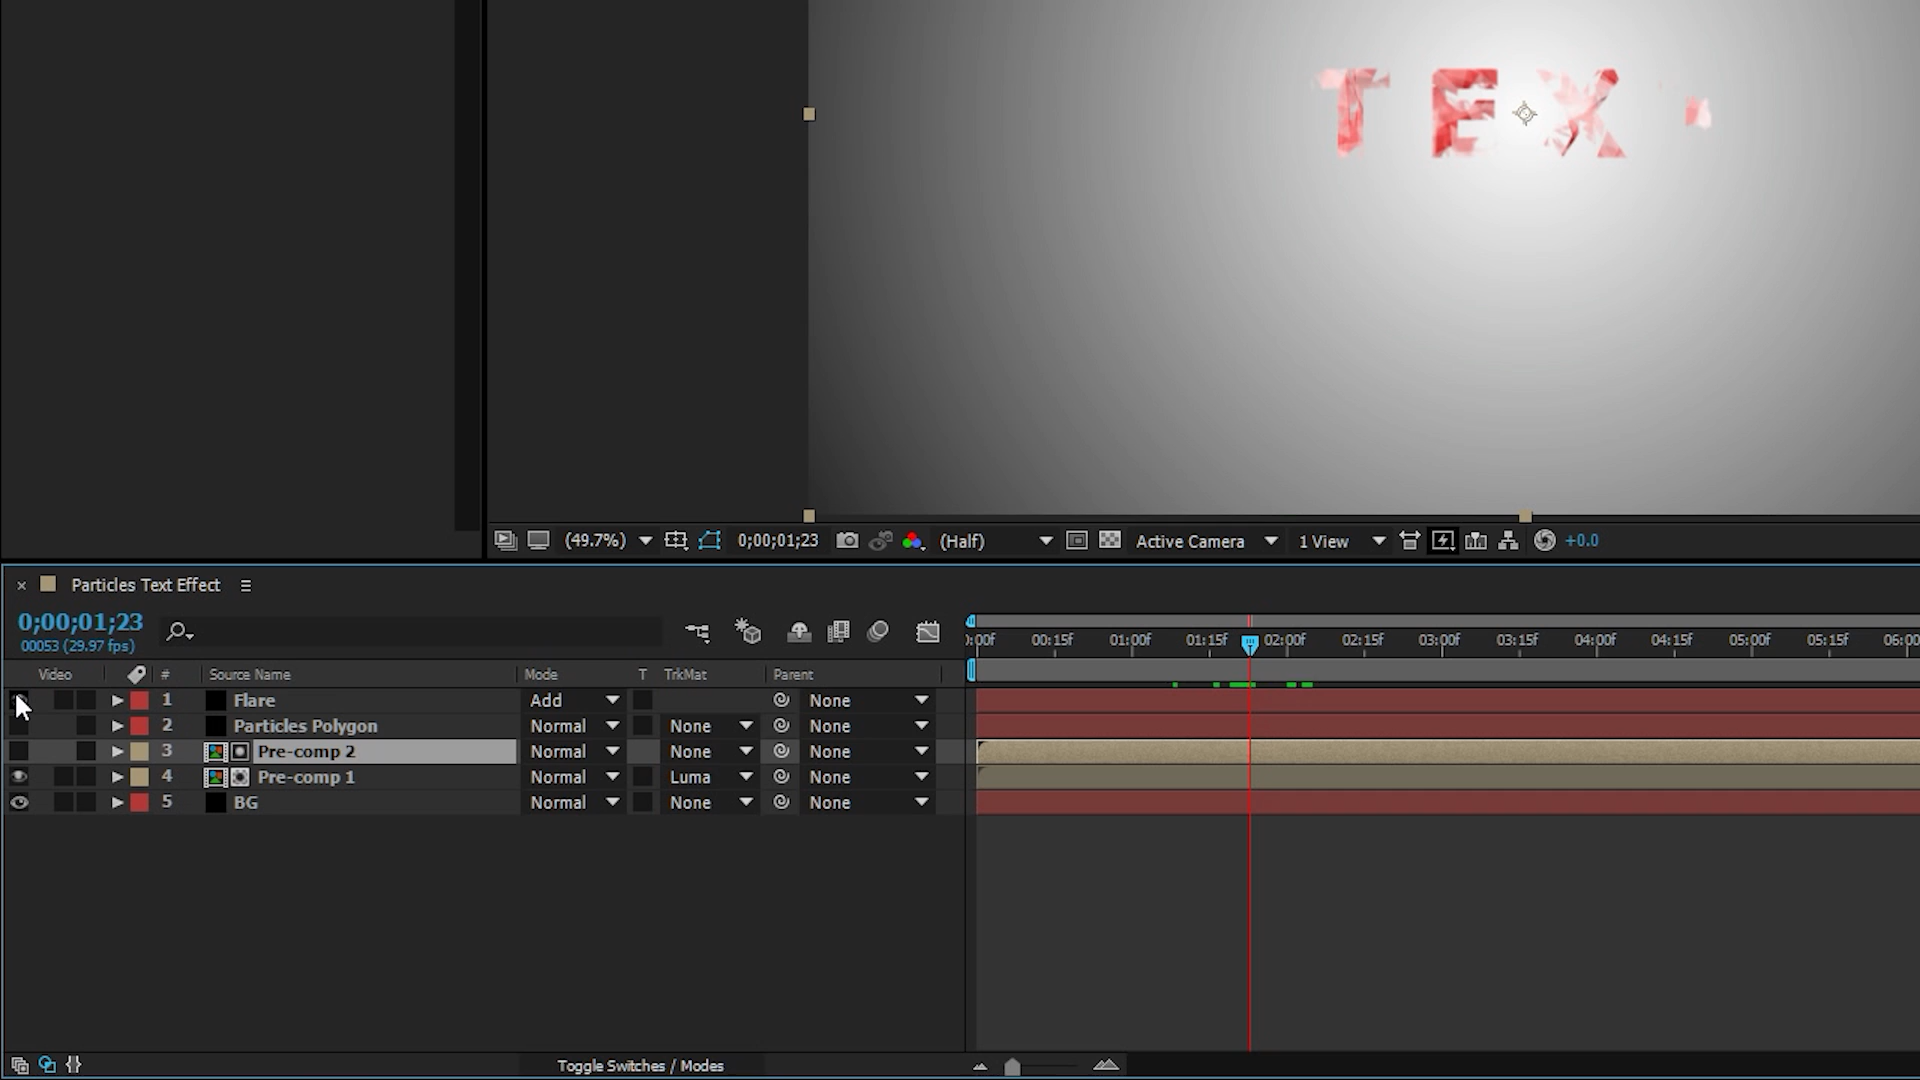 TEX
(49.7%) 0;00;01;23 (Half) Active Camera 1 View +0.0
× Particles Text Effect
0;00;01;23
00053 (29.97 fps)
):00f 00:15f 01:00f 01:15f 02:00f 02:15f 03:00f 03:15f 04:00f 04:15f 05:00f 05:15f 06:00
Video # Source Name Mode T TrkMat Parent
1 Flare Add None
2 Particles Polygon Normal None None
3 Pre-comp 2 Normal None None
4 Pre-comp 1 Normal Luma None
5 BG Normal None None
Toggle Switches / Modes